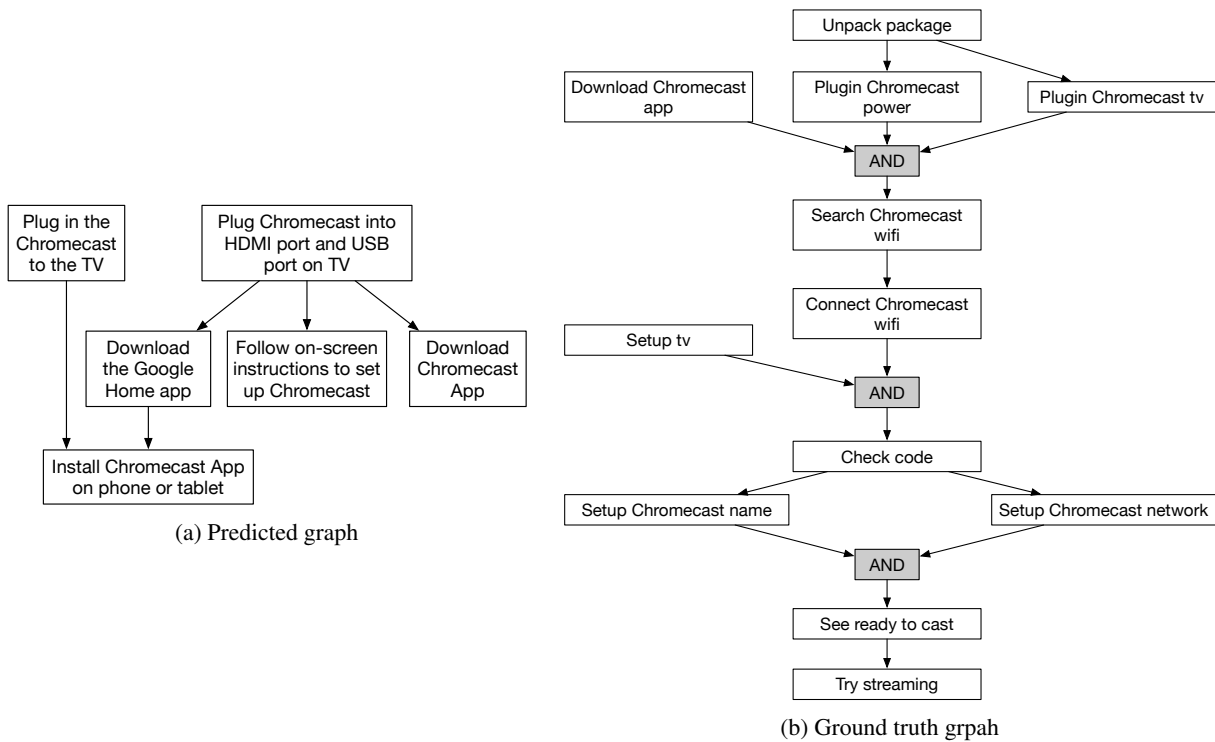 Plug in the
Chromecast
to the TV
Plug Chromecast into
HDMI port and USB
port on TV
Download
the Google
Home app
Follow on-screen
instructions to set
up Chromecast
Download
Chromecast
App
Install Chromecast App
on phone or tablet
(a) Predicted graph
Unpack package
Download Chromecast
app
Plugin Chromecast
power
Plugin Chromecast tv
AND
Search Chromecast
wifi
Connect Chromecast
wifi
Setup tv
AND
Check code
Setup Chromecast name
Setup Chromecast network
AND
See ready to cast
Try streaming
(b) Ground truth grpah